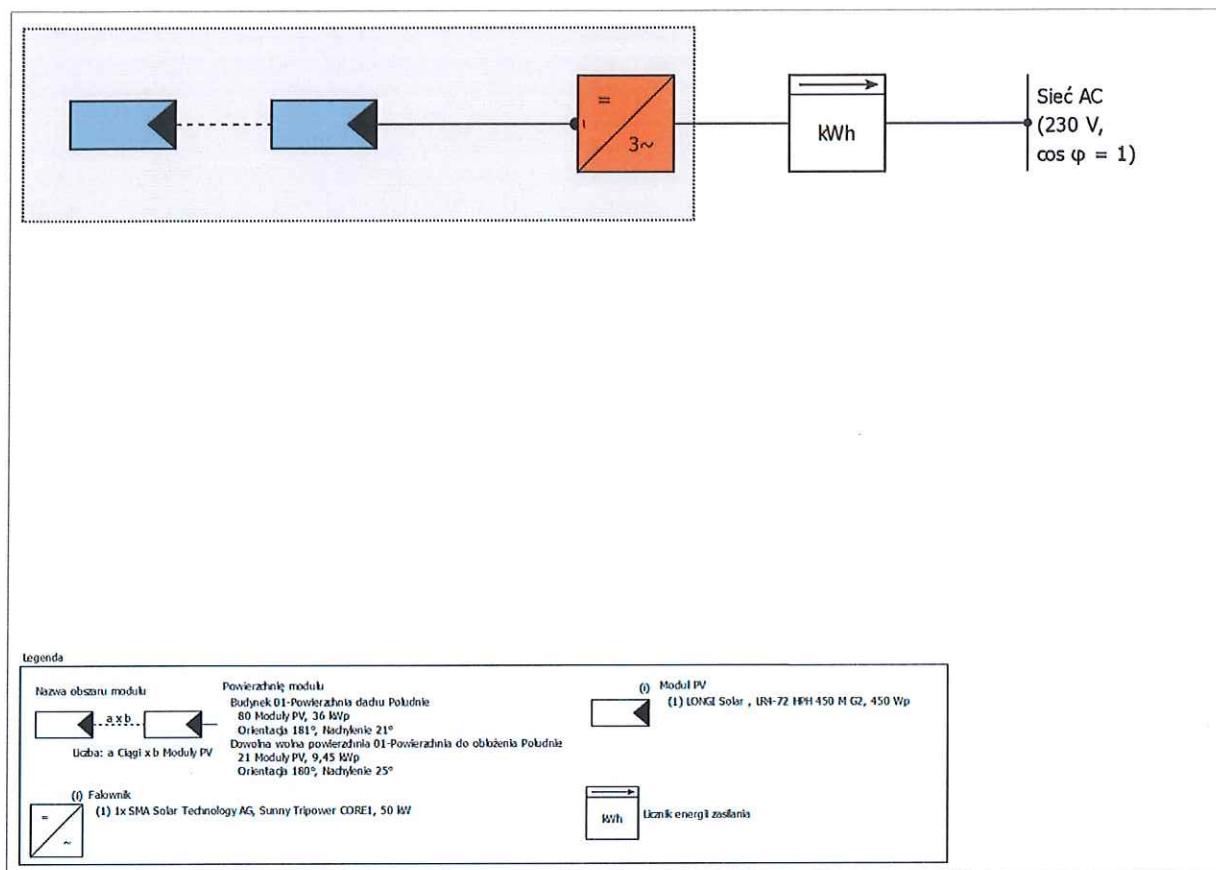 =
3~
kWh
Sieć AC
(230 V,
cos φ = 1)
Legenda
Nazwa obszaru modułu
a x b
Liczba: a Ciągi x b Moduły PV
Powierzchnię modułu
Budynek 01-Powierzchnia dachu Południe
80 Moduły PV, 36 kWp
Orientacja 181°, Nachylenie 21°
Dowolna wolna powierzchnia 01-Powierzchnia do obłożenia Południe
21 Moduły PV, 9,45 kWp
Orientacja 180°, Nachylenie 25°
(i) Moduł PV
(1) LONGI Solar , LR4-72 HPH 450 M G2, 450 Wp
(i) Falownik
(1) 1x SMA Solar Technology AG, Sunny Tripower CORE1, 50 kW
=
~
kWh
Licznik energii zasilania